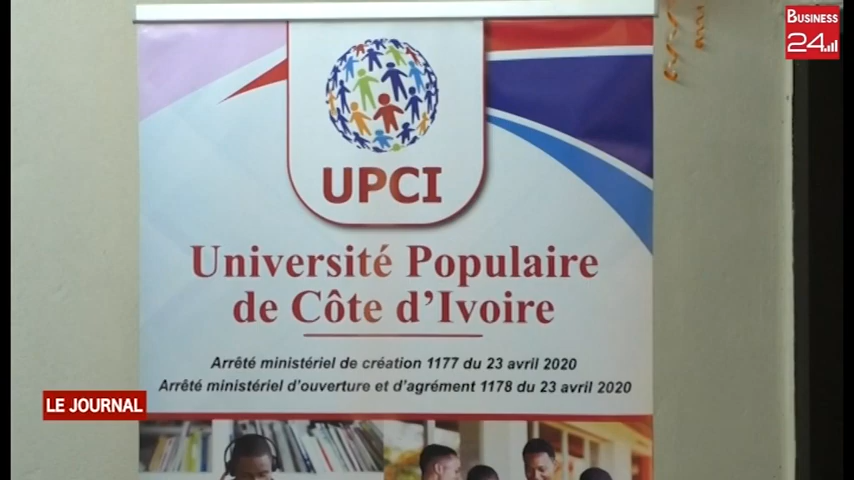 BUSINESS
24
UPCI
Université Populaire
de Côte d'Ivoire
Arrêté ministériel de création 1177 du 23 avril 2020
Arrêté ministériel d'ouverture et d'agrément 1178 du 23 avril 2020
LE JOURNAL